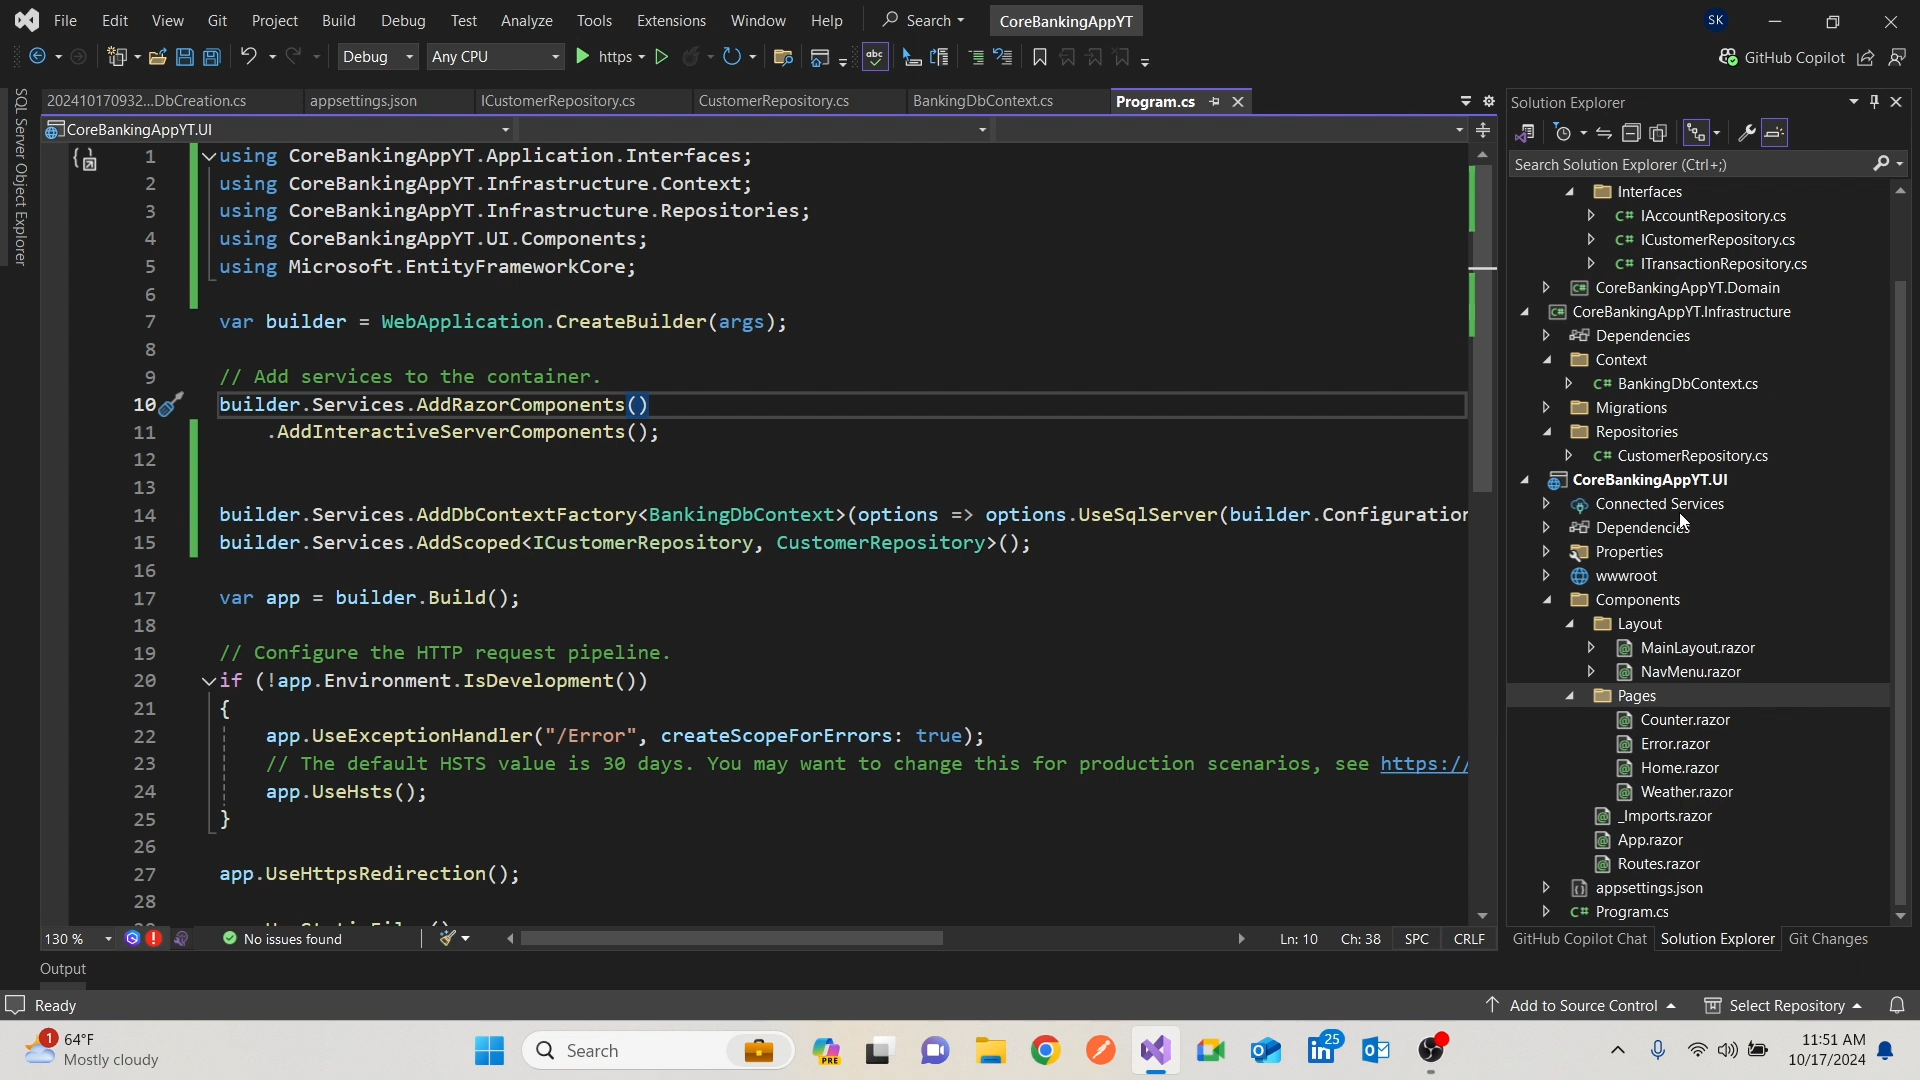 File Edit View Git Project Build Debug Test Analyze Tools Extensions Window Help Search CoreBankingAppYT SK
Debug Any CPU https abc GitHub Copilot
202410170932...DbCreation.cs appsettings.json ICustomerRepository.cs CustomerRepository.cs BankingDbContext.cs Program.cs
CoreBankingAppYT.UI
SQL Server Object Explorer
1 using CoreBankingAppYT.Application.Interfaces;
2 using CoreBankingAppYT.Infrastructure.Context;
3 using CoreBankingAppYT.Infrastructure.Repositories;
4 using CoreBankingAppYT.UI.Components;
5 using Microsoft.EntityFrameworkCore;
6
7 var builder = WebApplication.CreateBuilder(args);
8
9 // Add services to the container.
10 builder.Services.AddRazorComponents()
11 .AddInteractiveServerComponents();
12
13
14 builder.Services.AddDbContextFactory<BankingDbContext>(options => options.UseSqlServer(builder.Configuration
15 builder.Services.AddScoped<ICustomerRepository, CustomerRepository>();
16
17 var app = builder.Build();
18
19 // Configure the HTTP request pipeline.
20 if (!app.Environment.IsDevelopment())
21 {
22 app.UseExceptionHandler("/Error", createScopeForErrors: true);
23 // The default HSTS value is 30 days. You may want to change this for production scenarios, see https://
24 app.UseHsts();
25 }
26
27 app.UseHttpsRedirection();
28
130 % No issues found Ln: 10 Ch: 38 SPC CRLF
Solution Explorer
Search Solution Explorer (Ctrl+;)
Interfaces
C# IAccountRepository.cs
C# ICustomerRepository.cs
C# ITransactionRepository.cs
C# CoreBankingAppYT.Domain
C# CoreBankingAppYT.Infrastructure
Dependencies
Context
C# BankingDbContext.cs
Migrations
Repositories
C# CustomerRepository.cs
CoreBankingAppYT.UI
Connected Services
Dependencies
Properties
wwwroot
Components
Layout
MainLayout.razor
NavMenu.razor
Pages
Counter.razor
Error.razor
Home.razor
Weather.razor
_Imports.razor
App.razor
Routes.razor
appsettings.json
C# Program.cs
GitHub Copilot Chat Solution Explorer Git Changes
Output
Ready Add to Source Control Select Repository
1 64°F
Mostly cloudy
Search PRE 25
11:51 AM
10/17/2024